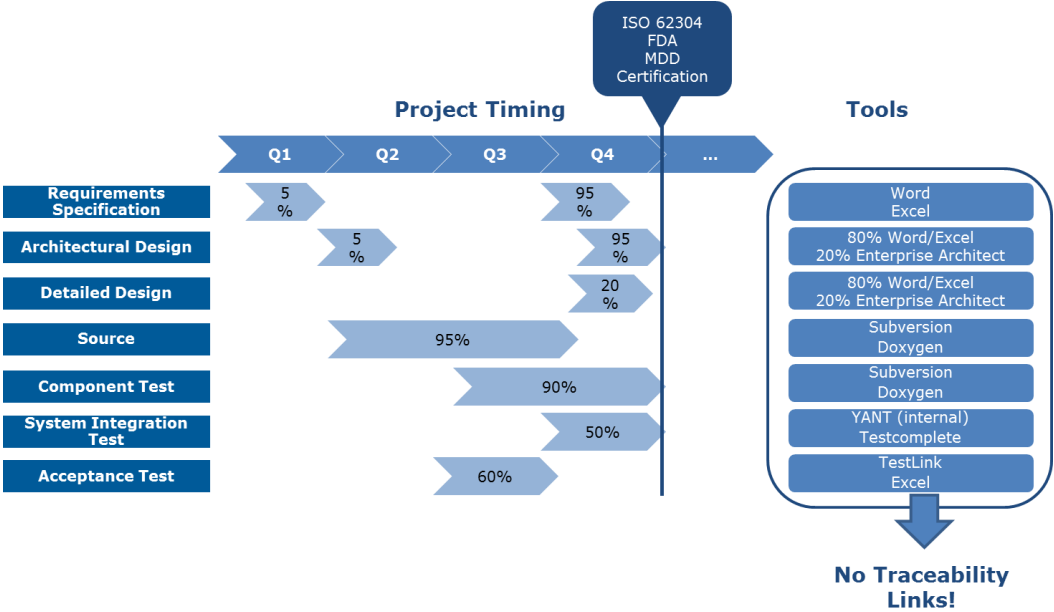 ISO 62304
FDA
MDD
Certification
Project Timing
Tools
Q1
Q2
Q3
Q4
...
Requirements
Specification
5
%
95
%
Word
Excel
Architectural Design
5
%
95
%
80% Word/Excel
20% Enterprise Architect
Detailed Design
20
%
80% Word/Excel
20% Enterprise Architect
Source
95%
Subversion
Doxygen
Component Test
90%
Subversion
Doxygen
System Integration
Test
50%
YANT (internal)
Testcomplete
Acceptance Test
60%
TestLink
Excel
No Traceability
Links!